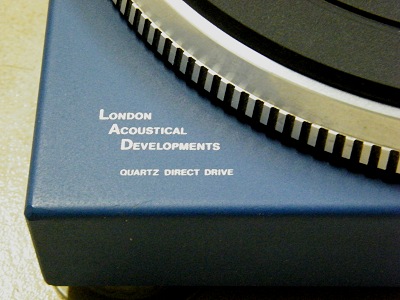 London
Acoustical
Developments
QUARTZ DIRECT DRIVE